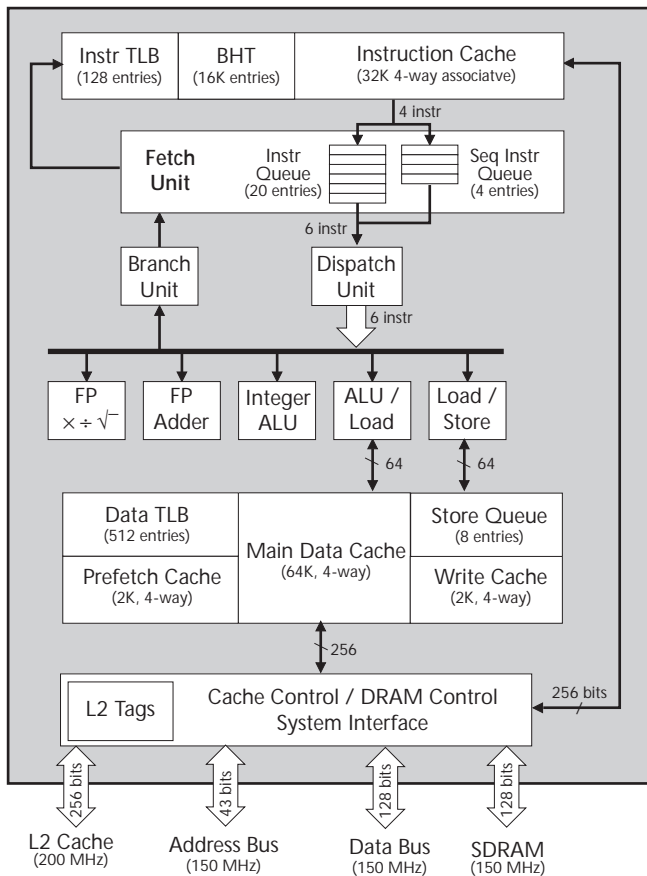 Instr TLB
(128 entries)
BHT
(16K entries)
Instruction Cache
(32K 4-way associatve)
4 instr
Fetch
Unit
Instr
Queue
(20 entries)
Seq Instr
Queue
(4 entries)
6 instr
Branch
Unit
Dispatch
Unit
6 instr
FP
× ÷ √‾
FP
Adder
Integer
ALU
ALU /
Load
Load /
Store
64
64
Data TLB
(512 entries)
Main Data Cache
(64K, 4-way)
Store Queue
(8 entries)
Prefetch Cache
(2K, 4-way)
Write Cache
(2K, 4-way)
256
256 bits
L2 Tags
Cache Control / DRAM Control
System Interface
256 bits
43 bits
128 bits
128 bits
L2 Cache
(200 MHz)
Address Bus
(150 MHz)
Data Bus
(150 MHz)
SDRAM
(150 MHz)